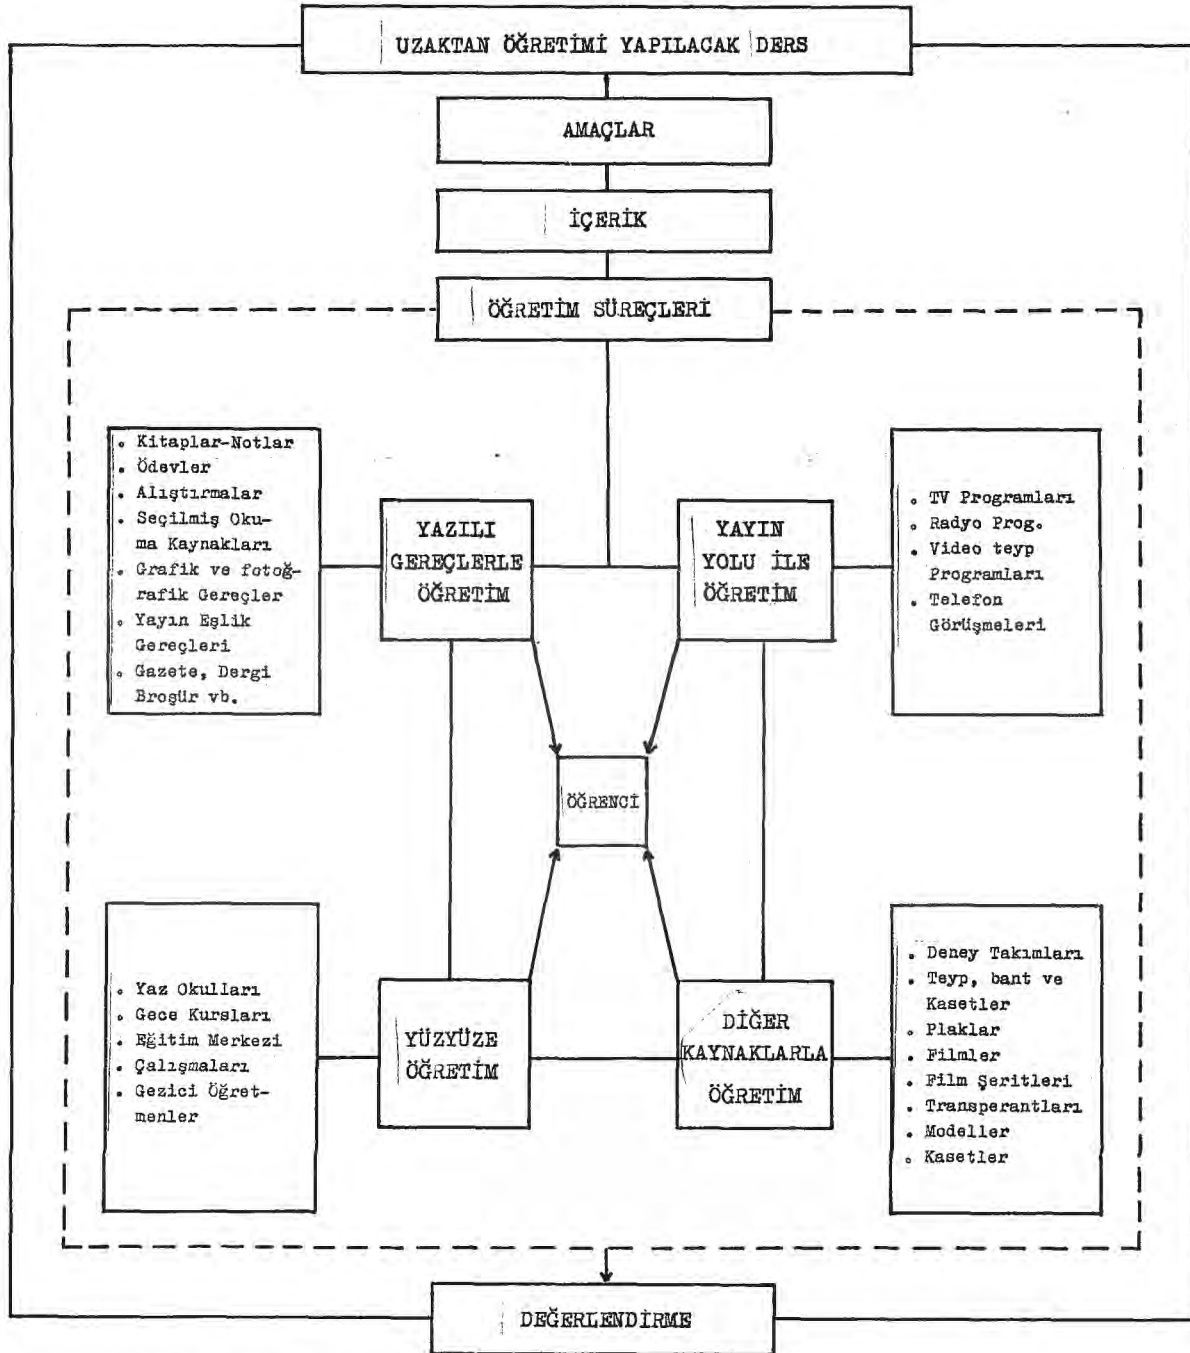 UZAKTAN ÖĞRETİMİ YAPILACAK DERS
AMAÇLAR
İÇERİK
ÖĞRETİM SÜREÇLERİ
• Kitaplar-Notlar
• Ödevler
• Alıştırmalar
• Seçilmiş Oku-
ma Kaynakları
• Grafik ve fotoğ-
rafik Gereçler
• Yayın Eşlik
Gereçleri
• Gazete, Dergi
Broşür vb.
YAZILI
GEREÇLERLE
ÖĞRETİM
YAYIN
YOLU İLE
ÖĞRETİM
• TV Programları
• Radyo Prog.
• Video teyp
Programları
• Telefon
Görüşmeleri
ÖĞRENCİ
• Yaz Okulları
• Gece Kursları
• Eğitim Merkezi
• Çalışmaları
• Gezici Öğret-
menler
YÜZYÜZE
ÖĞRETİM
DİĞER
KAYNAKLARLA
ÖĞRETİM
• Deney Takımları
• Teyp, bant ve
Kasetler
• Plaklar
• Filmler
• Film Şeritleri
• Transperantları
• Modeller
• Kasetler
DEĞERLENDİRME